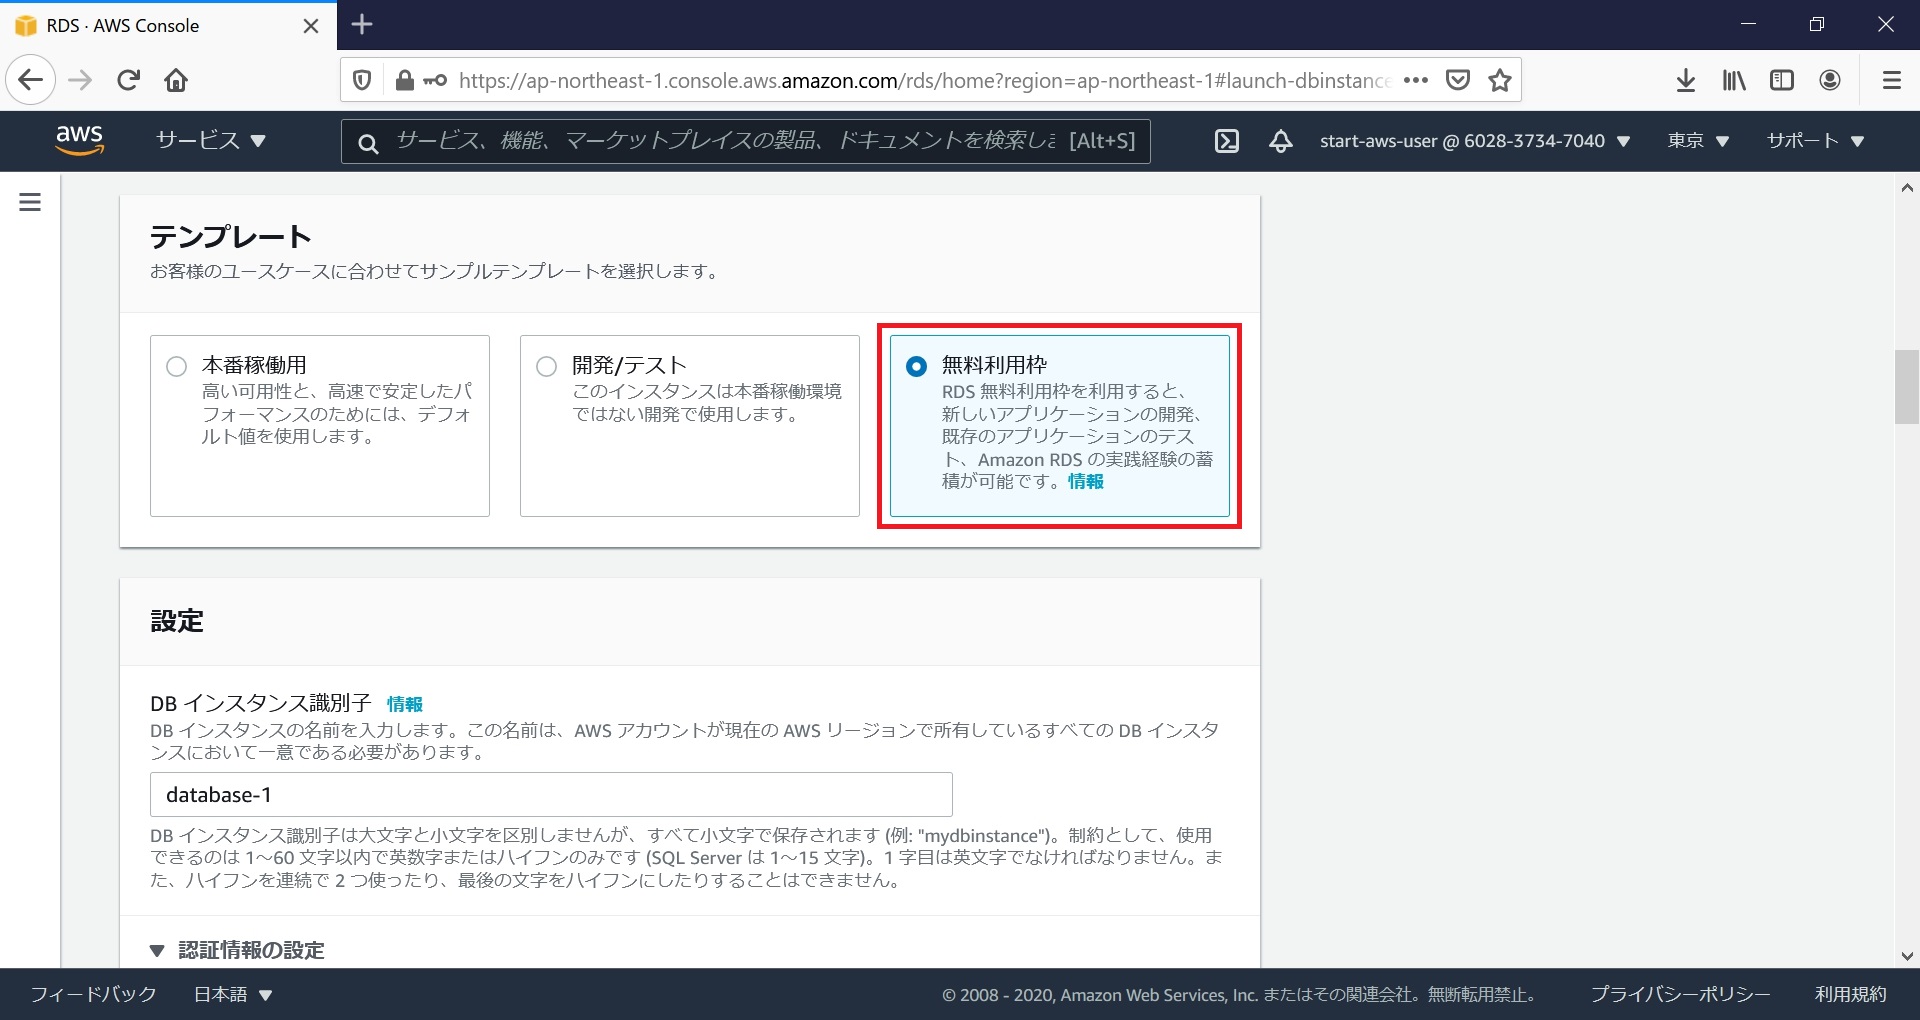 RDS · AWS Console
https://ap-northeast-1.console.aws.amazon.com/rds/home?region=ap-northeast-1#launch-dbinstance
aws
サービス
サービス、機能、マーケットプレイスの製品、ドキュメントを検索しま [Alt+S]
start-aws-user @ 6028-3734-7040
東京
サポート
テンプレート
お客様のユースケースに合わせてサンプルテンプレートを選択します。
本番稼働用
高い可用性と、高速で安定したパ
フォーマンスのためには、デフォ
ルト値を使用します。
開発/テスト
このインスタンスは本番稼働環境
ではない開発で使用します。
無料利用枠
RDS 無料利用枠を利用すると、
新しいアプリケーションの開発、
既存のアプリケーションのテス
ト、Amazon RDS の実践経験の蓄
積が可能です。情報
設定
DB インスタンス識別子 情報
DB インスタンスの名前を入力します。この名前は、AWS アカウントが現在の AWS リージョンで所有しているすべての DB インスタ
ンスにおいて一意である必要があります。
database-1
DB インスタンス識別子は大文字と小文字を区別しませんが、すべて小文字で保存されます (例: "mydbinstance")。制約として、使用
できるのは 1～60 文字以内で英数字またはハイフンのみです (SQL Server は 1～15 文字)。1 字目は英文字でなければなりません。ま
た、ハイフンを連続で 2 つ使ったり、最後の文字をハイフンにしたりすることはできません。
認証情報の設定
フィードバック
日本語
© 2008 - 2020, Amazon Web Services, Inc. またはその関連会社。無断転用禁止。
プライバシーポリシー
利用規約